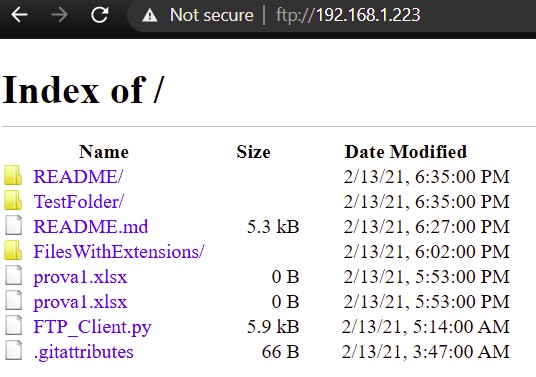 Not secure | ftp://192.168.1.223
Index of /
Name Size Date Modified
README/ 2/13/21, 6:35:00 PM
TestFolder/ 2/13/21, 6:35:00 PM
README.md 5.3 kB 2/13/21, 6:27:00 PM
FilesWithExtensions/ 2/13/21, 6:02:00 PM
prova1.xlsx 0 B 2/13/21, 5:53:00 PM
prova1.xlsx 0 B 2/13/21, 5:53:00 PM
FTP_Client.py 5.9 kB 2/13/21, 5:14:00 AM
.gitattributes 66 B 2/13/21, 3:47:00 AM